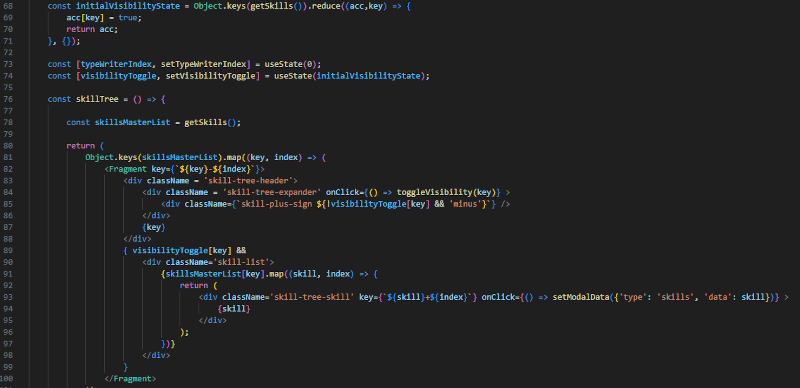 68 const initialVisibilityState = Object.keys(getSkills()).reduce((acc,key) => {
69 acc[key] = true;
70 return acc;
71 }, {});
72
73 const [typeWriterIndex, setTypeWriterIndex] = useState(0);
74 const [visibilityToggle, setVisibilityToggle] = useState(initialVisibilityState);
75
76 const skillTree = () => {
77
78 const skillsMasterList = getSkills();
79
80 return (
81 Object.keys(skillsMasterList).map((key, index) => (
82 <Fragment key={`${key}-${index}`}>
83 <div className = 'skill-tree-header'>
84 <div className = 'skill-tree-expander' onClick={() => toggleVisibility(key)} >
85 <div className={`skill-plus-sign ${!visibilityToggle[key] && 'minus'}`} />
86 </div>
87 {key}
88 </div>
89 { visibilityToggle[key] &&
90 <div className='skill-list'>
91 {skillsMasterList[key].map((skill, index) => {
92 return (
93 <div className='skill-tree-skill' key={`${skill}+${index}`} onClick={() => setModalData({'type': 'skills', 'data': skill})} >
94 {skill}
95 </div>
96 );
97 })}
98 </div>
99 }
100 </Fragment>